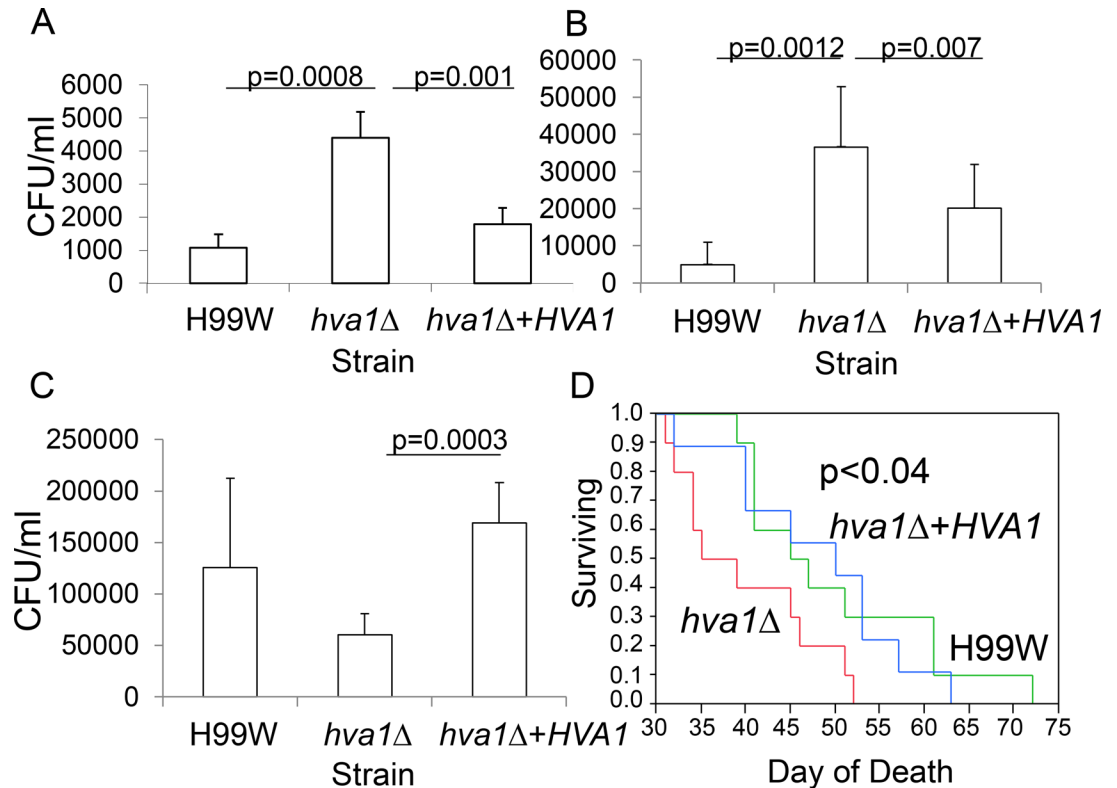 A
p=0.0008
p=0.001
6000
5000
4000
3000
2000
1000
0
CFU/ml
H99W
hva1Δ
hva1Δ+HVA1
Strain
B
p=0.0012
p=0.007
60000
50000
40000
30000
20000
10000
0
H99W
hva1Δ
hva1Δ+HVA1
Strain
C
p=0.0003
250000
200000
150000
100000
50000
0
CFU/ml
H99W
hva1Δ
hva1Δ+HVA1
Strain
D
1.0
0.9
0.8
0.7
0.6
0.5
0.4
0.3
0.2
0.1
0.0
Surviving
p<0.04
hva1Δ+HVA1
hva1Δ
H99W
30 35 40 45 50 55 60 65 70 75
Day of Death